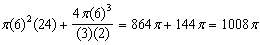 π(6)²(24) + 4π(6)³/(3)(2) = 864π + 144π = 1008π